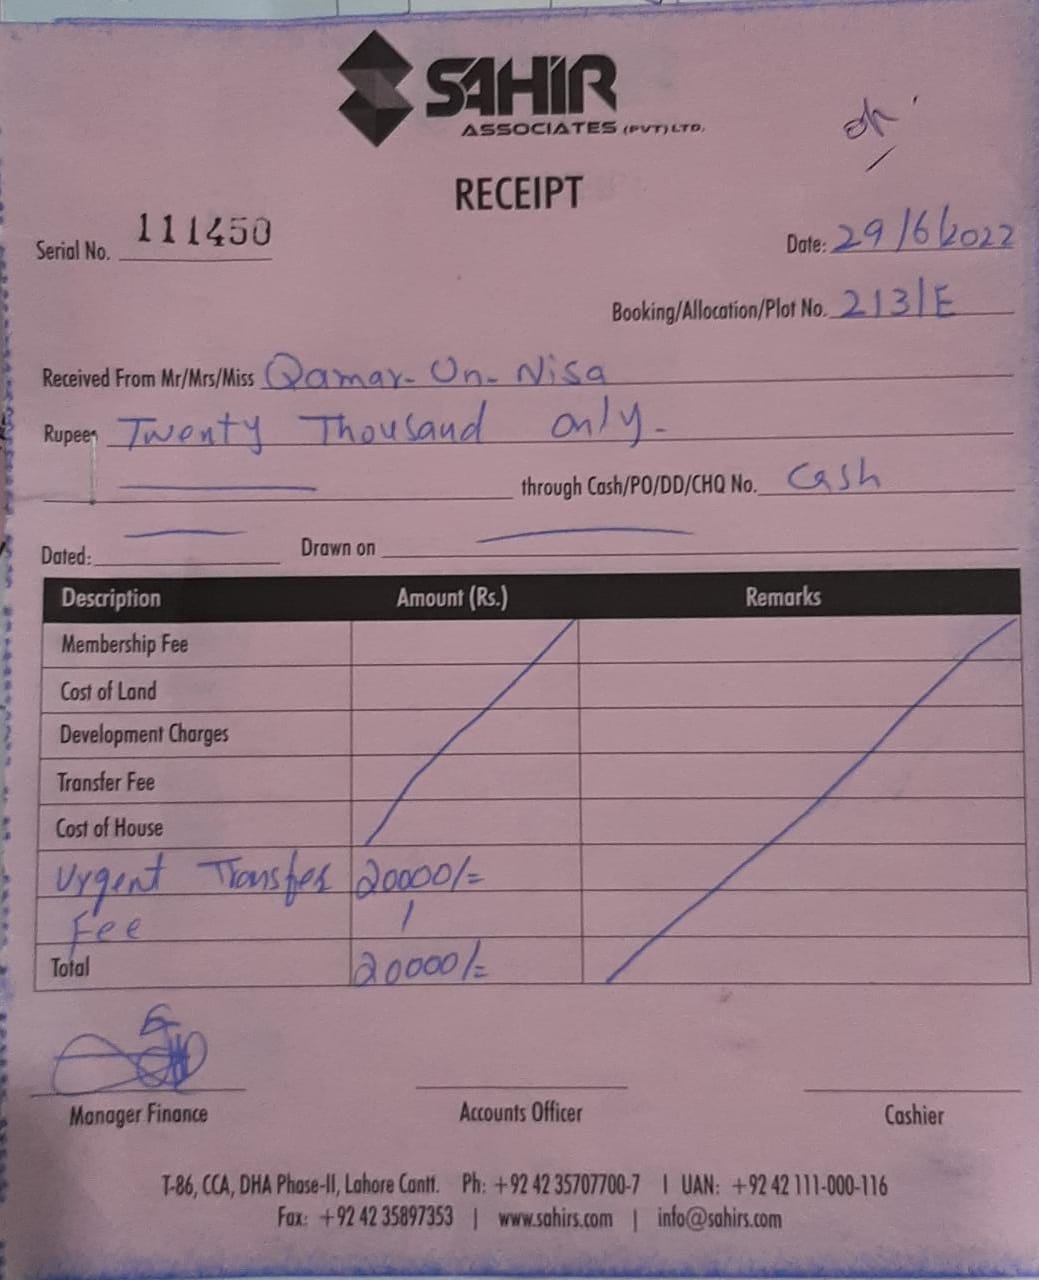 SAHIR
ASSOCIATES (PVT) LTD.
RECEIPT
Serial No. 111450
Date: 29/6/2022
Booking/Allocation/Plot No. 213/E
Received From Mr/Mrs/Miss Qamar-Un-Nisa
Rupees Twenty Thousand only-
through Cash/PO/DD/CHQ No. Cash
Dated: Drawn on
Description Amount (Rs.) Remarks
Membership Fee
Cost of Land
Development Charges
Transfer Fee
Cost of House
Urgent Transfer 20000/=
Fee
Total 20000/=
Manager Finance Accounts Officer Cashier
T-86, CCA, DHA Phase-II, Lahore Cantt. Ph: +92 42 35707700-7 | UAN: +92 42 111-000-116
Fax: +92 42 35897353 | www.sahirs.com | info@sahirs.com